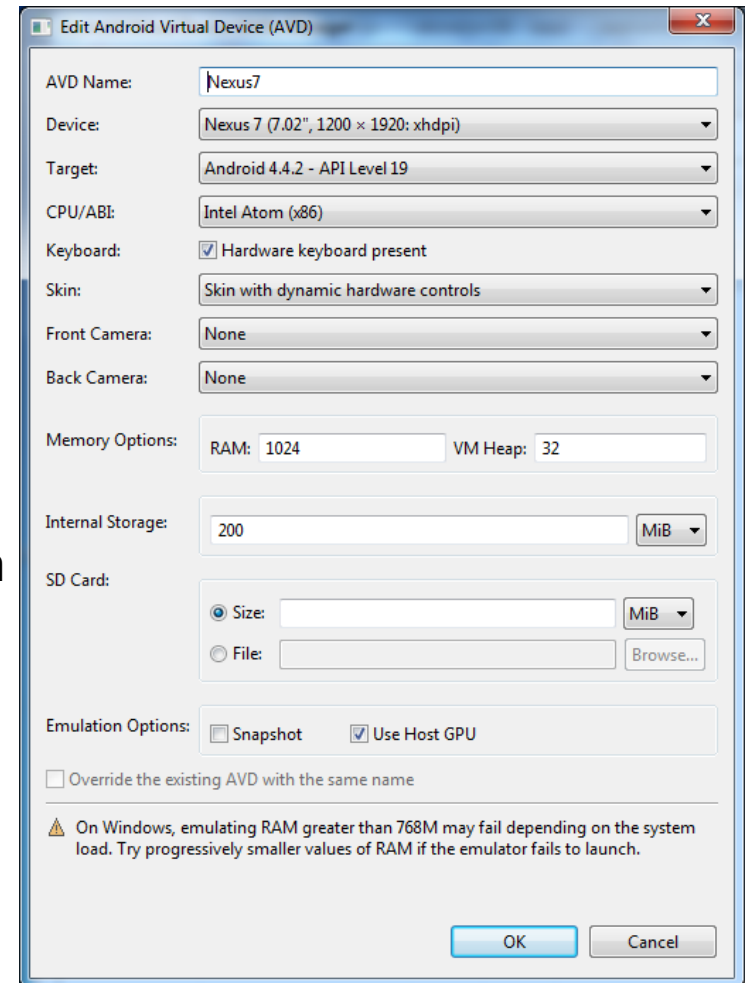 Edit Android Virtual Device (AVD)
AVD Name: Nexus7
Device: Nexus 7 (7.02", 1200 × 1920: xhdpi)
Target: Android 4.4.2 - API Level 19
CPU/ABI: Intel Atom (x86)
Keyboard: Hardware keyboard present
Skin: Skin with dynamic hardware controls
Front Camera: None
Back Camera: None
Memory Options: RAM: 1024 VM Heap: 32
Internal Storage: 200 MiB
n
SD Card:
Size: MiB
File: Browse...
Emulation Options: Snapshot Use Host GPU
Override the existing AVD with the same name
On Windows, emulating RAM greater than 768M may fail depending on the system
load. Try progressively smaller values of RAM if the emulator fails to launch.
OK Cancel